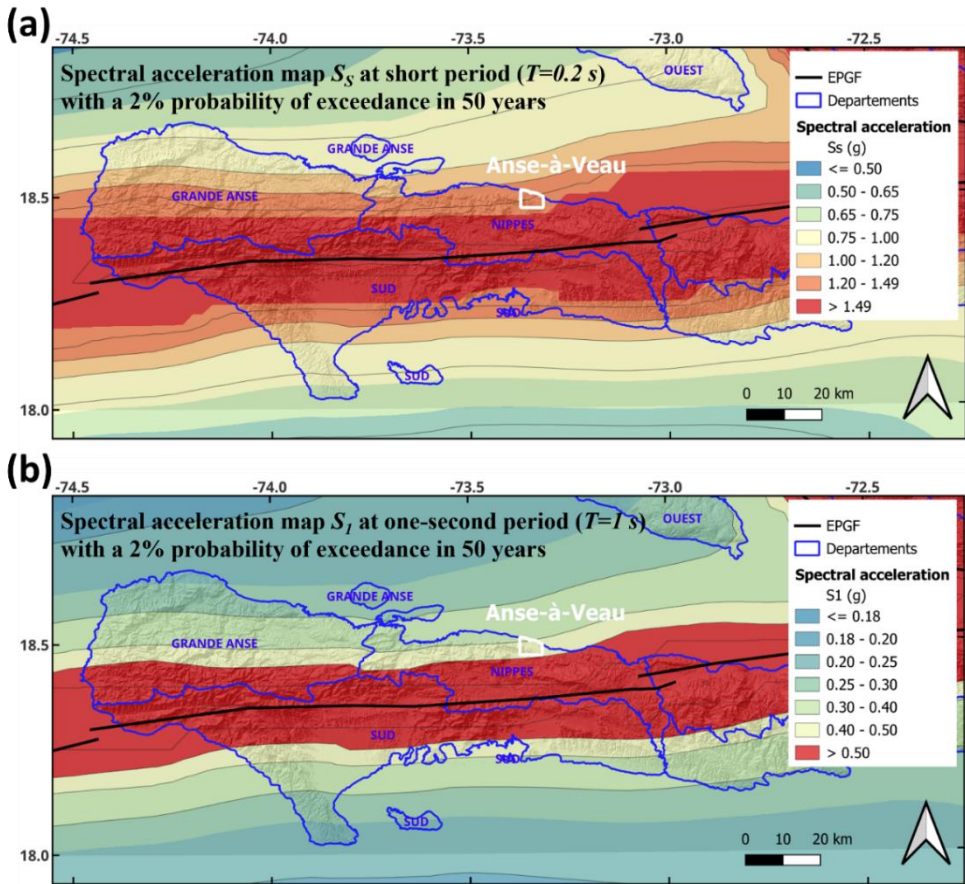 (a)
-74.5 -74.0 -73.5 -73.0 -72.5
Spectral acceleration map SS at short period (T=0.2 s)
with a 2% probability of exceedance in 50 years
OUEST
EPGF
Departements
Spectral acceleration
Ss (g)
<= 0.50
0.50 - 0.65
0.65 - 0.75
0.75 - 1.00
1.00 - 1.20
1.20 - 1.49
> 1.49
GRANDE ANSE
Anse-à-Veau
18.5
GRANDE ANSE
NIPPES
SUD
SUD
SUD
18.0
0 10 20 km
(b)
-74.5 -74.0 -73.5 -73.0 -72.5
Spectral acceleration map S1 at one-second period (T=1 s)
with a 2% probability of exceedance in 50 years
OUEST
EPGF
Departements
Spectral acceleration
S1 (g)
<= 0.18
0.18 - 0.20
0.20 - 0.25
0.25 - 0.30
0.30 - 0.40
0.40 - 0.50
> 0.50
GRANDE ANSE
Anse-à-Veau
18.5
GRANDE ANSE
NIPPES
SUD
SUD
SUD
18.0
0 10 20 km